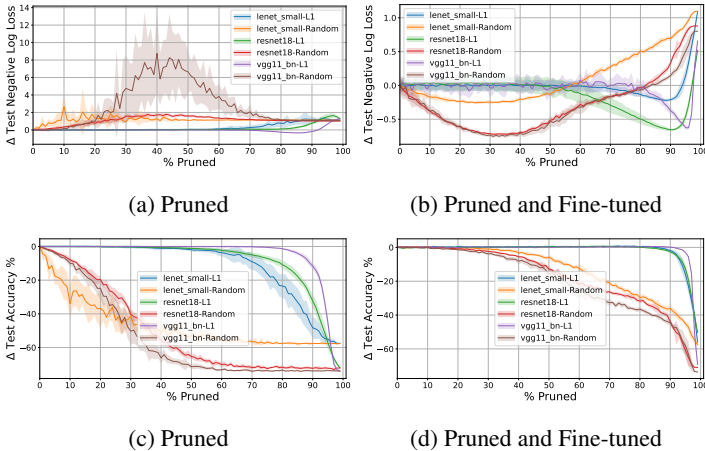 Δ Test Negative Log Loss
14
12
10
8
6
4
2
0
0 10 20 30 40 50 60 70 80 90 100
% Pruned
lenet_small-L1
lenet_small-Random
resnet18-L1
resnet18-Random
vgg11_bn-L1
vgg11_bn-Random
(a) Pruned
Δ Test Negative Log Loss
1.0
0.5
0.0
−0.5
0 10 20 30 40 50 60 70 80 90 100
% Pruned
lenet_small-L1
lenet_small-Random
resnet18-L1
resnet18-Random
vgg11_bn-L1
vgg11_bn-Random
(b) Pruned and Fine-tuned
Δ Test Accuracy %
0
−20
−40
−60
0 10 20 30 40 50 60 70 80 90 100
% Pruned
lenet_small-L1
lenet_small-Random
resnet18-L1
resnet18-Random
vgg11_bn-L1
vgg11_bn-Random
(c) Pruned
Δ Test Accuracy %
0
−20
−40
−60
0 10 20 30 40 50 60 70 80 90 100
% Pruned
lenet_small-L1
lenet_small-Random
resnet18-L1
resnet18-Random
vgg11_bn-L1
vgg11_bn-Random
(d) Pruned and Fine-tuned